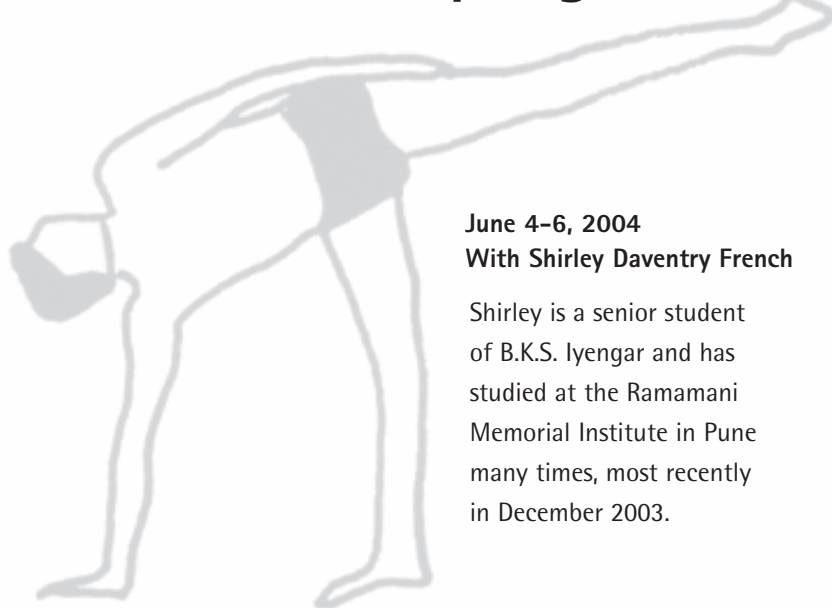 June 4-6, 2004
With Shirley Daventry French
Shirley is a senior student
of B.K.S. Iyengar and has
studied at the Ramamani
Memorial Institute in Pune
many times, most recently
in December 2003.